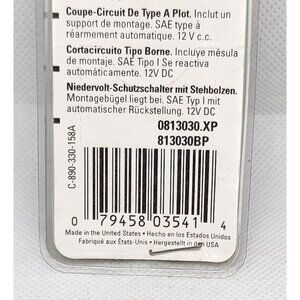 Coupe-Circuit De Type A Plot. Inclut un
support de montage. SAE type à
réarmement automatique. 12 V c.c.
Cortacircuito Tipo Borne. Incluye mésula
de montaje. SAE Tipo I Se reactiva
automáticamente. 12V DC
Niedervolt-Schutzschalter mit Stehbolzen.
Montagebügel liegt bei. SAE Typ I mit
automatischer Rückstellung. 12V DC
0813030.XP
813030BP
C-890-330-158A
0 79458 03541 4
Made in the United States • Hecho en los Estados Unidos
Fabriqué aux États-Unis • Hergestellt in den USA